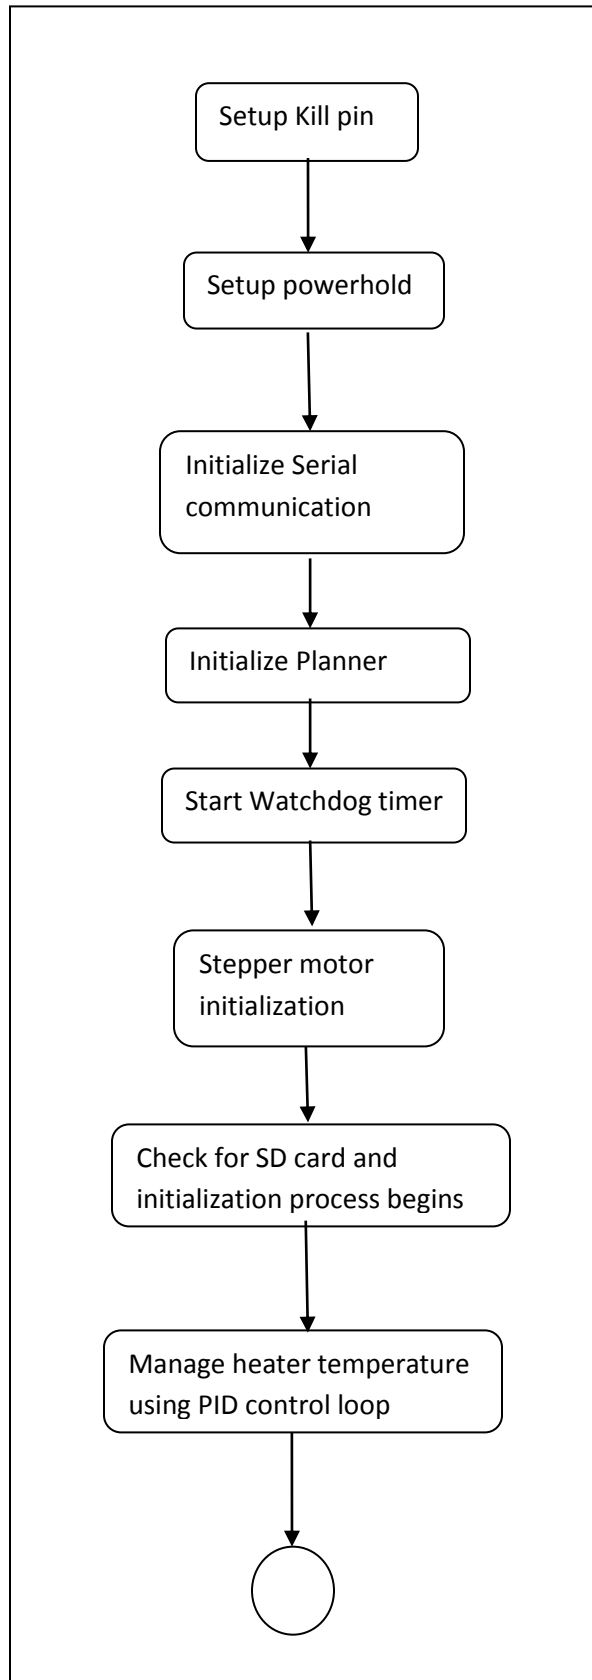 Setup Kill pin
Setup powerhold
Initialize Serial
communication
Initialize Planner
Start Watchdog timer
Stepper motor
initialization
Check for SD card and
initialization process begins
Manage heater temperature
using PID control loop